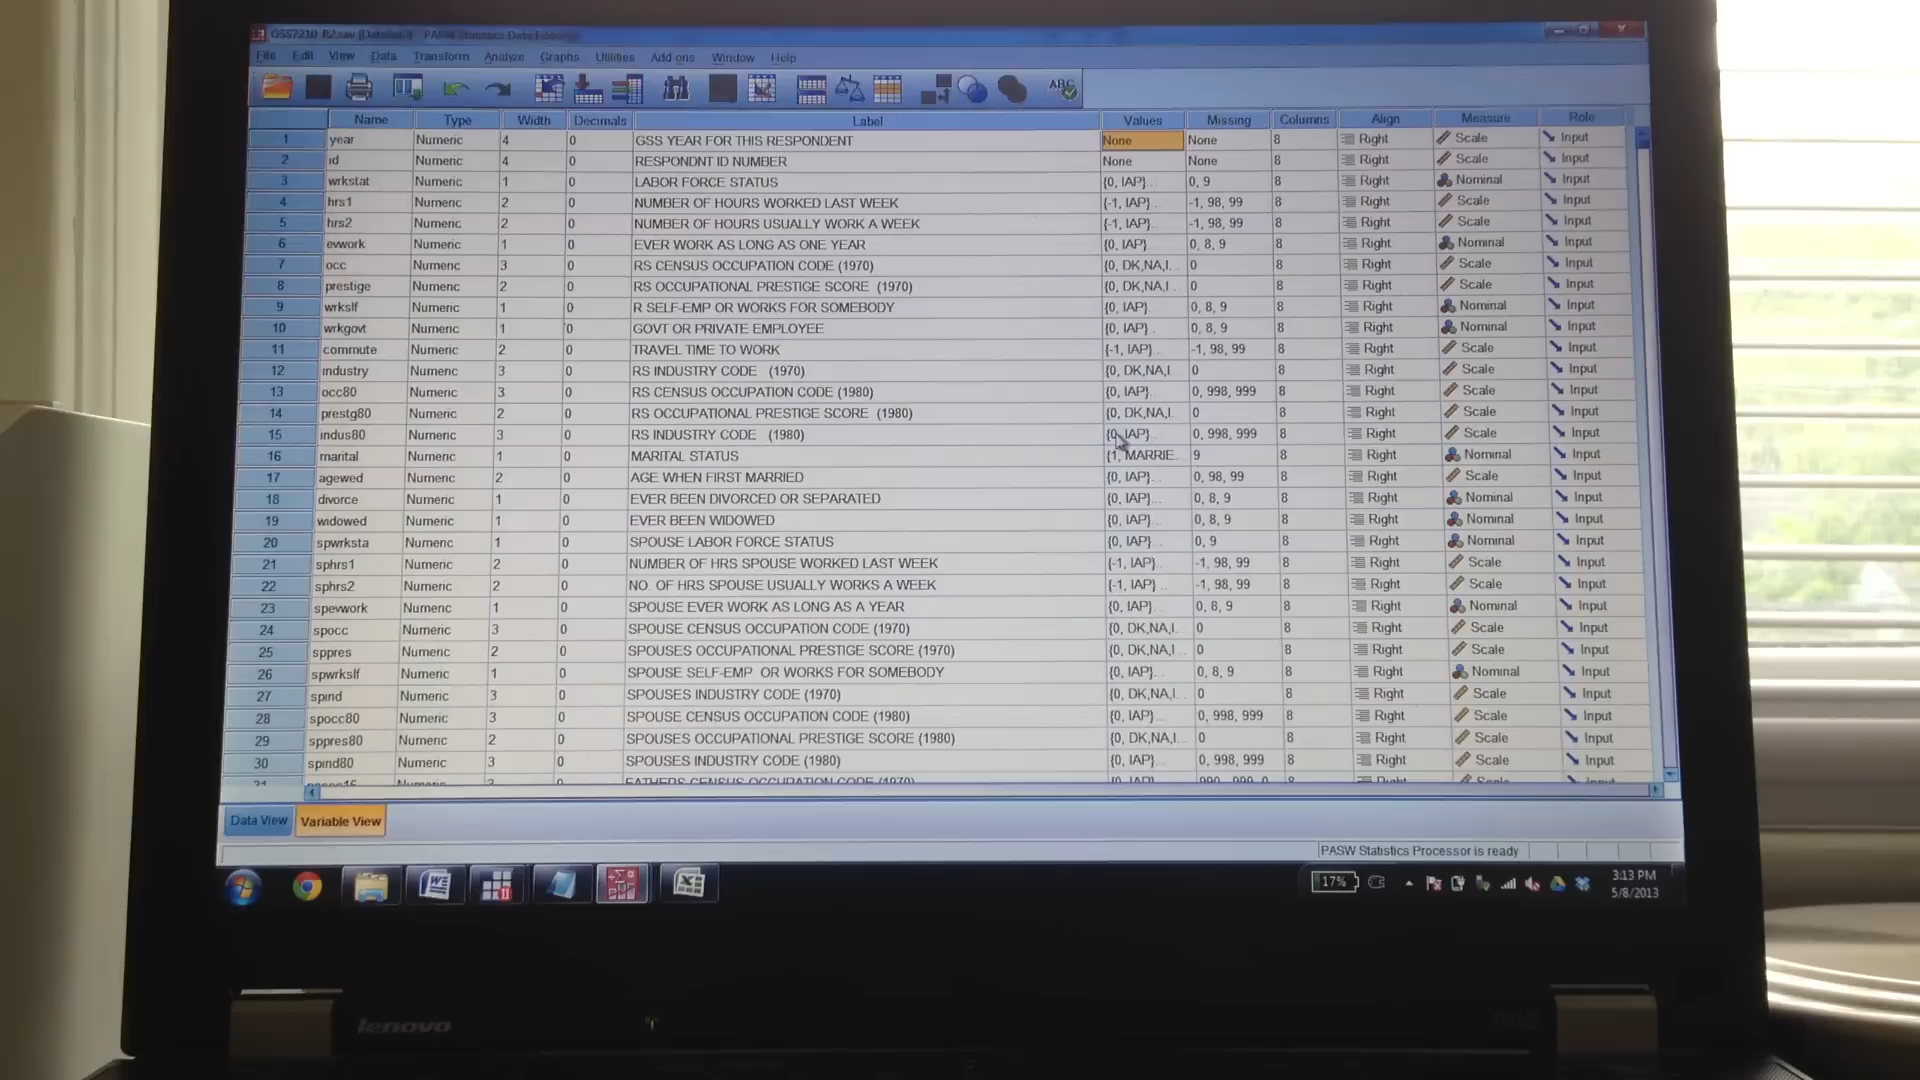 GSS7210_R2.sav [DataSet1] - PASW Statistics Data Editor
File Edit View Data Transform Analyze Graphs Utilities Add-ons Window Help
Name Type Width Decimals Label Values Missing Columns Align Measure Role
1 year Numeric 4 0 GSS YEAR FOR THIS RESPONDENT None None 8 Right Scale Input
2 id Numeric 4 0 RESPONDNT ID NUMBER None None 8 Right Scale Input
3 wrkstat Numeric 1 0 LABOR FORCE STATUS {0, IAP}... 0, 9 8 Right Nominal Input
4 hrs1 Numeric 2 0 NUMBER OF HOURS WORKED LAST WEEK {-1, IAP}... -1, 98, 99 8 Right Scale Input
5 hrs2 Numeric 2 0 NUMBER OF HOURS USUALLY WORK A WEEK {-1, IAP}... -1, 98, 99 8 Right Scale Input
6 evwork Numeric 1 0 EVER WORK AS LONG AS ONE YEAR {0, IAP}... 0, 8, 9 8 Right Nominal Input
7 occ Numeric 3 0 RS CENSUS OCCUPATION CODE (1970) {0, DK,NA,I... 0 8 Right Scale Input
8 prestige Numeric 2 0 RS OCCUPATIONAL PRESTIGE SCORE (1970) {0, DK,NA,I... 0 8 Right Scale Input
9 wrkslf Numeric 1 0 R SELF-EMP OR WORKS FOR SOMEBODY {0, IAP}... 0, 8, 9 8 Right Nominal Input
10 wrkgovt Numeric 1 0 GOVT OR PRIVATE EMPLOYEE {0, IAP}... 0, 8, 9 8 Right Nominal Input
11 commute Numeric 2 0 TRAVEL TIME TO WORK {-1, IAP}... -1, 98, 99 8 Right Scale Input
12 industry Numeric 3 0 RS INDUSTRY CODE (1970) {0, DK,NA,I... 0 8 Right Scale Input
13 occ80 Numeric 3 0 RS CENSUS OCCUPATION CODE (1980) {0, IAP}... 0, 998, 999 8 Right Scale Input
14 prestg80 Numeric 2 0 RS OCCUPATIONAL PRESTIGE SCORE (1980) {0, DK,NA,I... 0 8 Right Scale Input
15 indus80 Numeric 3 0 RS INDUSTRY CODE (1980) {0, IAP}... 0, 998, 999 8 Right Scale Input
16 marital Numeric 1 0 MARITAL STATUS {1, MARRIE... 9 8 Right Nominal Input
17 agewed Numeric 2 0 AGE WHEN FIRST MARRIED {0, IAP}... 0, 98, 99 8 Right Scale Input
18 divorce Numeric 1 0 EVER BEEN DIVORCED OR SEPARATED {0, IAP}... 0, 8, 9 8 Right Nominal Input
19 widowed Numeric 1 0 EVER BEEN WIDOWED {0, IAP}... 0, 8, 9 8 Right Nominal Input
20 spwrksta Numeric 1 0 SPOUSE LABOR FORCE STATUS {0, IAP}... 0, 9 8 Right Nominal Input
21 sphrs1 Numeric 2 0 NUMBER OF HRS SPOUSE WORKED LAST WEEK {-1, IAP}... -1, 98, 99 8 Right Scale Input
22 sphrs2 Numeric 2 0 NO. OF HRS SPOUSE USUALLY WORKS A WEEK {-1, IAP}... -1, 98, 99 8 Right Scale Input
23 spevwork Numeric 1 0 SPOUSE EVER WORK AS LONG AS A YEAR {0, IAP}... 0, 8, 9 8 Right Nominal Input
24 spocc Numeric 3 0 SPOUSE CENSUS OCCUPATION CODE (1970) {0, DK,NA,I... 0 8 Right Scale Input
25 sppres Numeric 2 0 SPOUSES OCCUPATIONAL PRESTIGE SCORE (1970) {0, DK,NA,I... 0 8 Right Scale Input
26 spwrkslf Numeric 1 0 SPOUSE SELF-EMP OR WORKS FOR SOMEBODY {0, IAP}... 0, 8, 9 8 Right Nominal Input
27 spind Numeric 3 0 SPOUSES INDUSTRY CODE (1970) {0, DK,NA,I... 0 8 Right Scale Input
28 spocc80 Numeric 3 0 SPOUSE CENSUS OCCUPATION CODE (1980) {0, IAP}... 0, 998, 999 8 Right Scale Input
29 sppres80 Numeric 2 0 SPOUSES OCCUPATIONAL PRESTIGE SCORE (1980) {0, DK,NA,I... 0 8 Right Scale Input
30 spind80 Numeric 3 0 SPOUSES INDUSTRY CODE (1980) {0, IAP}... 0, 998, 999 8 Right Scale Input
31 Numeric 3 0 FATHERS CENSUS OCCUPATION CODE (1970) {0, IAP}... 8 Right Scale Input
Data View Variable View
PASW Statistics Processor is ready
17% 3:13 PM
5/8/2013
lenovo